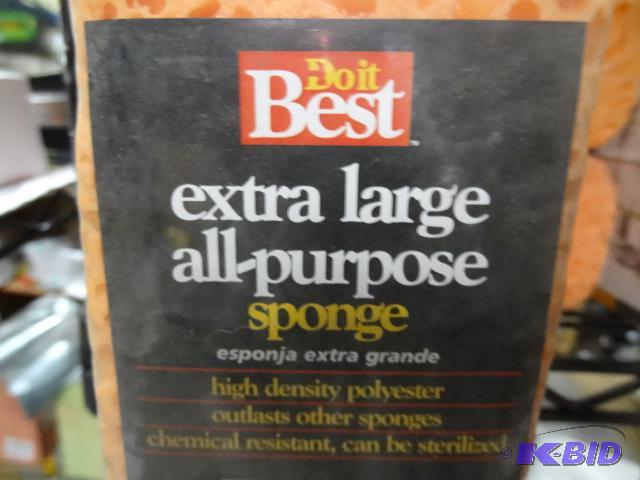 Do it
Best
™
extra large
all-purpose
sponge
esponja extra grande
high density polyester
outlasts other sponges
chemical resistant, can be sterilized
© K-BID